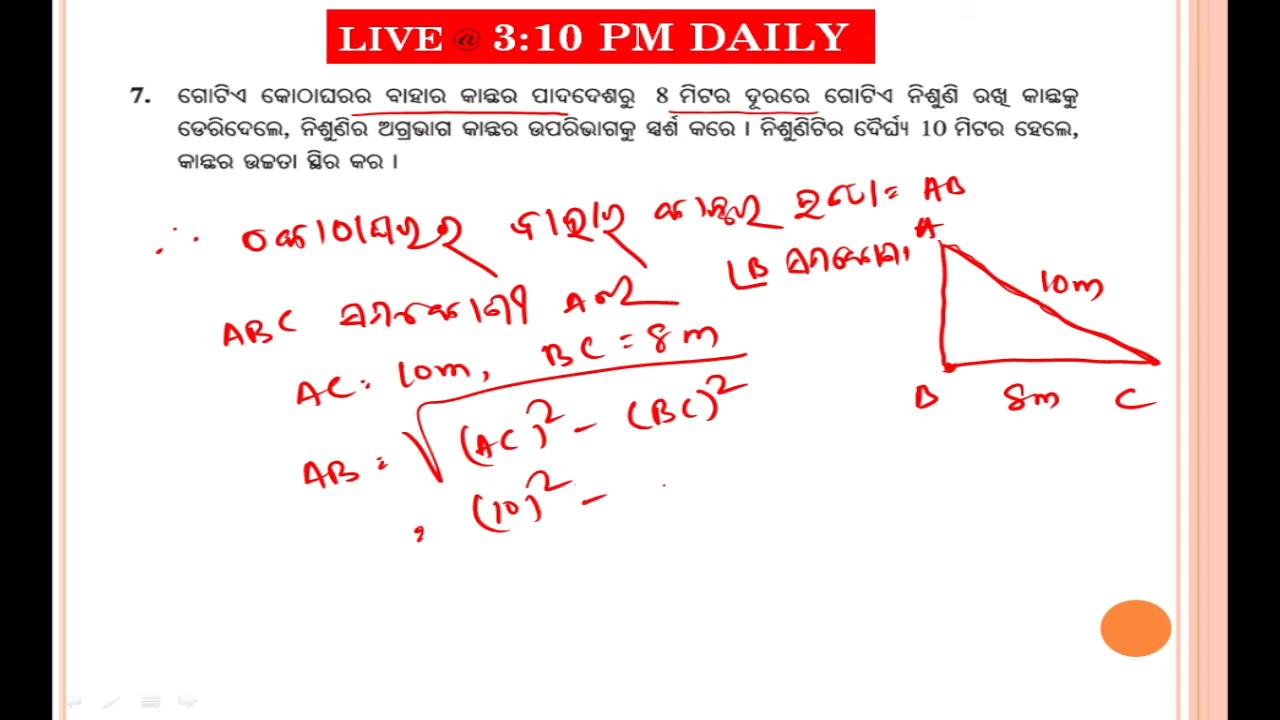 LIVE @ 3:10 PM DAILY
7. ଗୋଟିଏ କୋଠାଘରର ବାହାର କାନ୍ଥର ପାଦଦେଶରୁ 8 ମିଟର ଦୂରରେ ଗୋଟିଏ ନିଶୁଣି ରଖି କାନ୍ଥକୁ
ଡେରିଦେଲେ, ନିଶୁଣିର ଅଗ୍ରଭାଗ କାନ୍ଥର ଉପରିଭାଗକୁ ସ୍ପର୍ଶ କରେ । ନିଶୁଣିଟିର ଦୈର୍ଘ୍ୟ 10 ମିଟର ହେଲେ,
କାନ୍ଥର ଉଚ୍ଚତା ସ୍ଥିର କର ।
∴ କୋଠାଘରର ବାହାର କାନ୍ଥର = AB
A
∟B ସମକୋଣ
10m
ABC ସମକୋଣୀ
AC = 10m, BC = 8m
B 8m C
AB = √(AC)² – (BC)²
= (10)² –